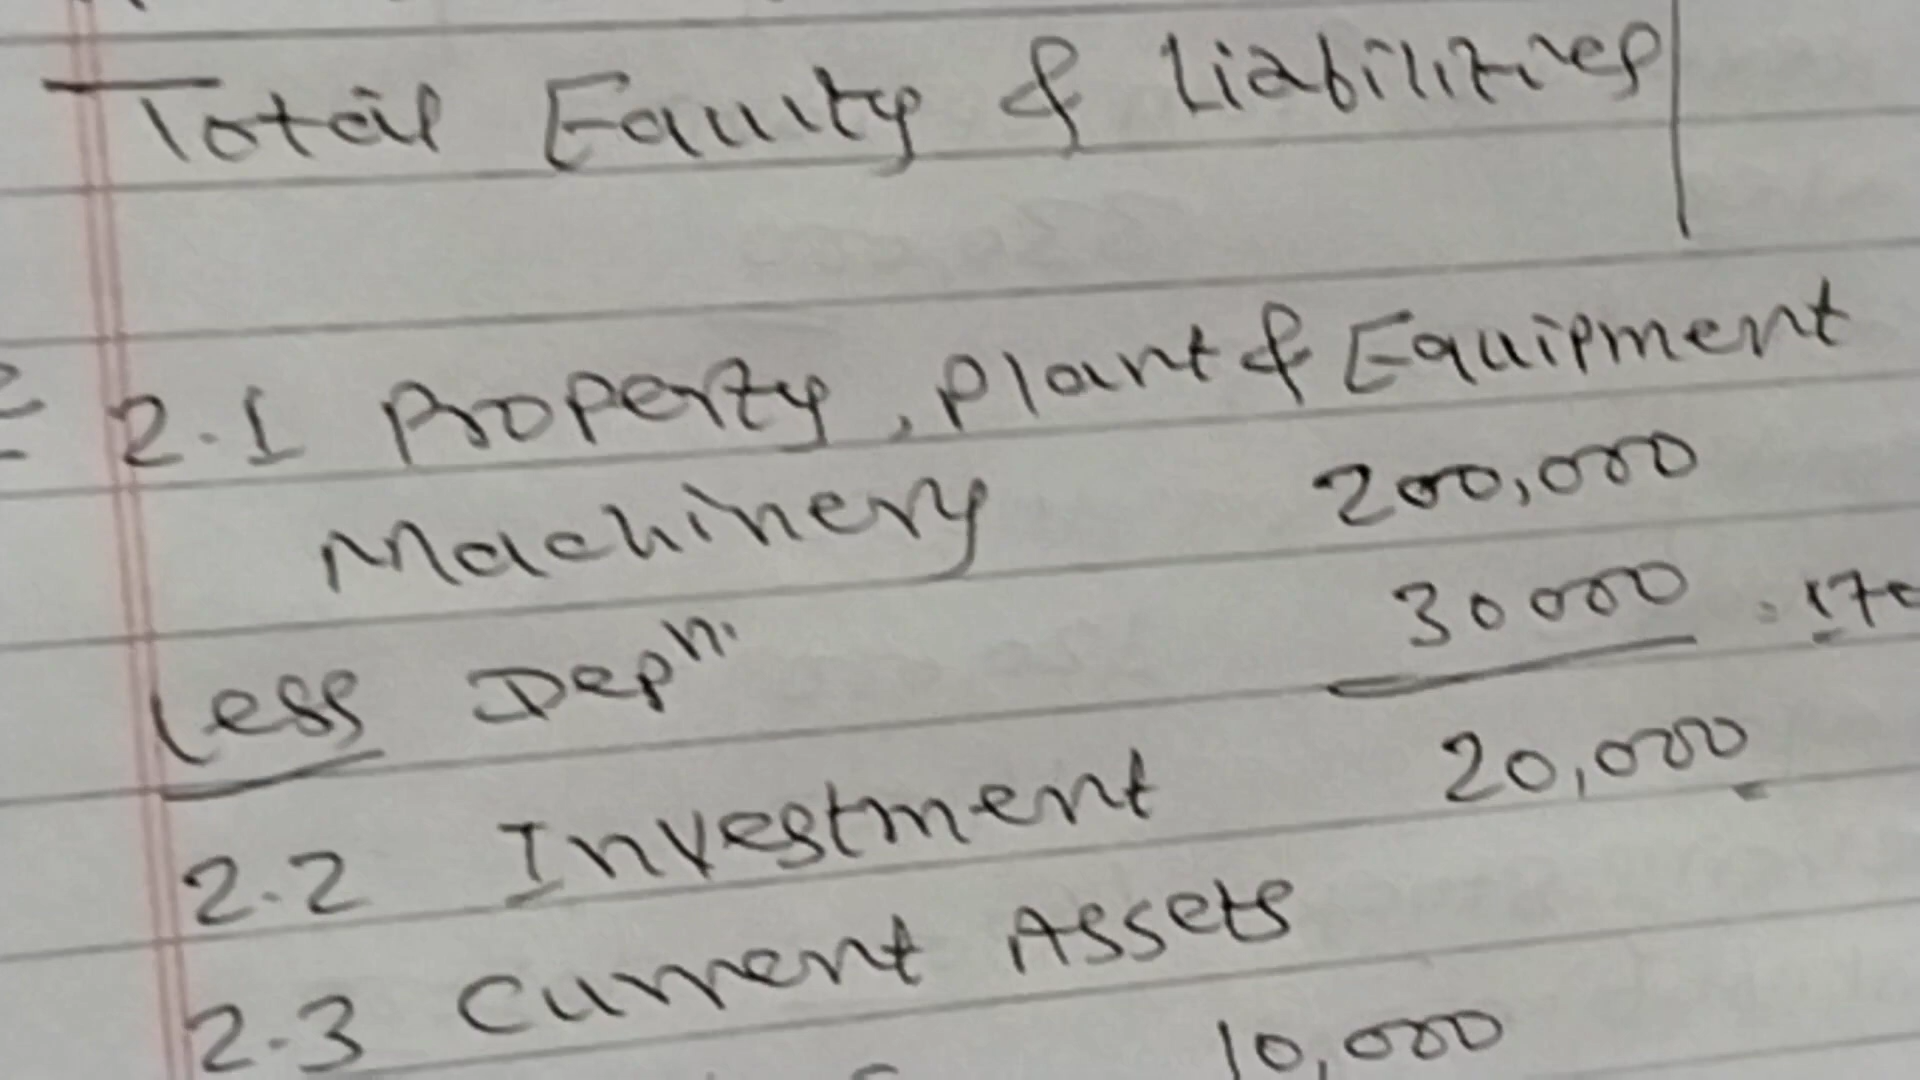 Total Equity & Liabilities
2.1 Property, Plant & Equipment
Machinery 200,000
Less Depn. 30000
2.2 Investment 20,000
2.3 Current Assets
10,000